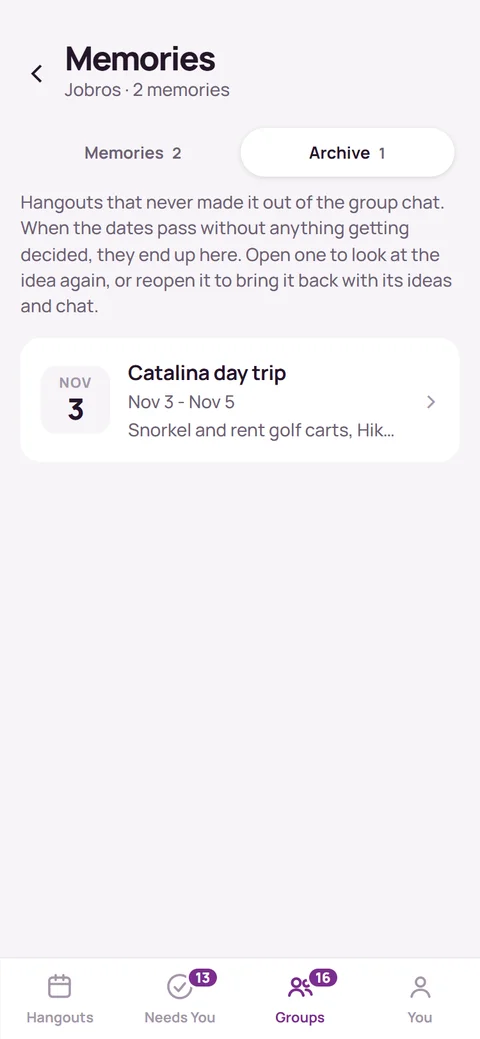 Memories
Jobros · 2 memories
Memories 2
Archive 1
Hangouts that never made it out of the group chat.
When the dates pass without anything getting
decided, they end up here. Open one to look at the
idea again, or reopen it to bring it back with its ideas
and chat.
NOV
3
Catalina day trip
Nov 3 - Nov 5
Snorkel and rent golf carts, Hik...
13
16
Hangouts
Needs You
Groups
You